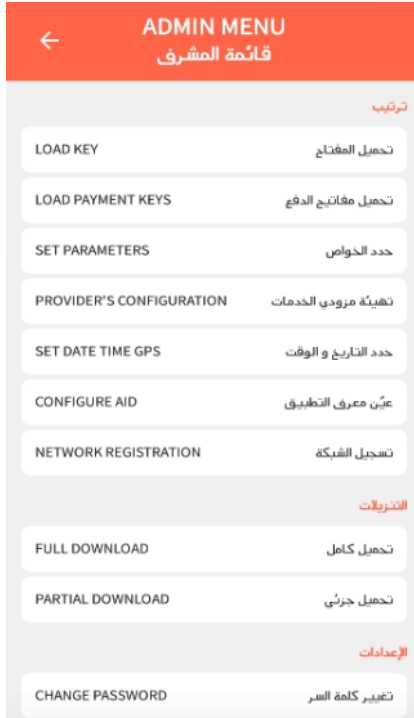 ADMIN MENU
قائمة المشرف
ترتيب
LOAD KEY تحميل المفتاح
LOAD PAYMENT KEYS تحميل مفاتيح الدفع
SET PARAMETERS حدد الخواص
PROVIDER'S CONFIGURATION تهيئة مزودي الخدمات
SET DATE TIME GPS حدد التاريخ و الوقت
CONFIGURE AID عيّن معرف التطبيق
NETWORK REGISTRATION تسجيل الشبكة
التنزيلات
FULL DOWNLOAD تحميل كامل
PARTIAL DOWNLOAD تحميل جزئي
الإعدادات
CHANGE PASSWORD تغيير كلمة السر